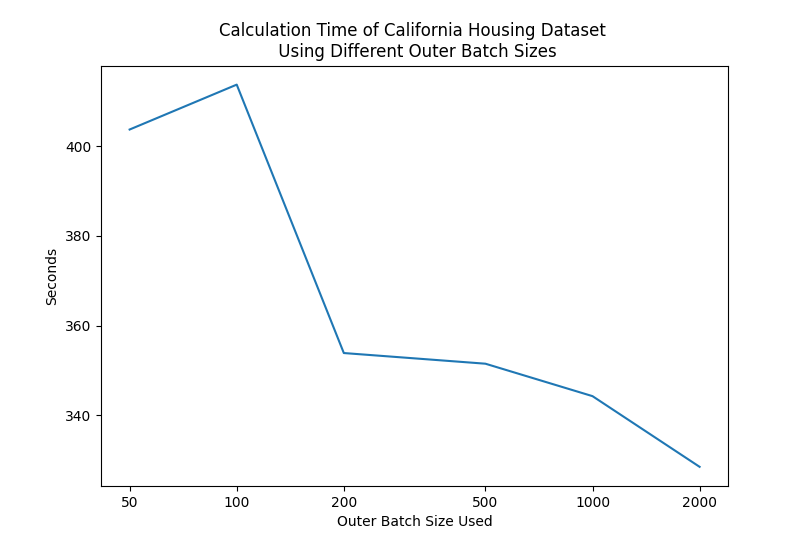 Calculation Time of California Housing Dataset
Using Different Outer Batch Sizes
400
380
360
340
Seconds
50 100 200 500 1000 2000
Outer Batch Size Used